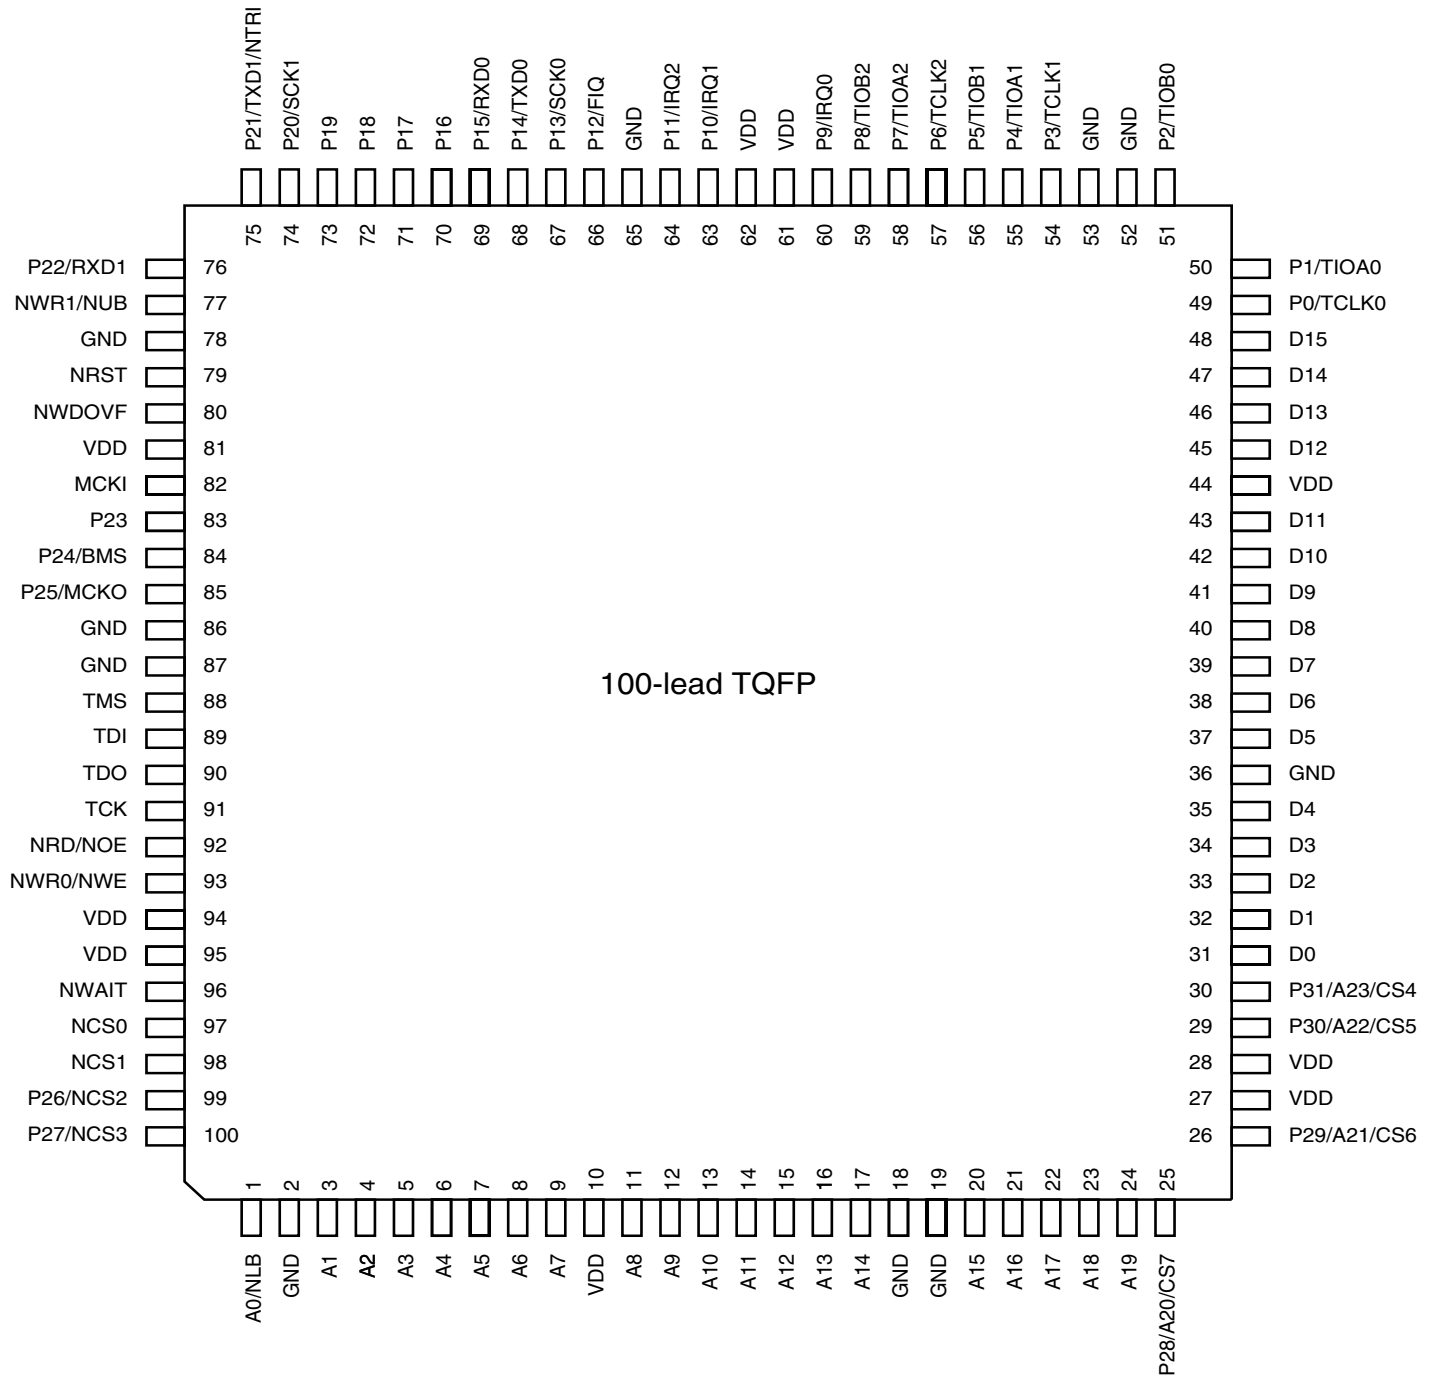 P21/TXD1/NTRI
P20/SCK1
P19
P18
P17
P16
P15/RXD0
P14/TXD0
P13/SCK0
P12/FIQ
GND
P11/IRQ2
P10/IRQ1
VDD
VDD
P9/IRQ0
P8/TIOB2
P7/TIOA2
P6/TCLK2
P5/TIOB1
P4/TIOA1
P3/TCLK1
GND
GND
P2/TIOB0
75
74
73
72
71
70
69
68
67
66
65
64
63
62
61
60
59
58
57
56
55
54
53
52
51
P22/RXD1 76
NWR1/NUB 77
GND 78
NRST 79
NWDOVF 80
VDD 81
MCKI 82
P23 83
P24/BMS 84
P25/MCKO 85
GND 86
GND 87
TMS 88
TDI 89
TDO 90
TCK 91
NRD/NOE 92
NWR0/NWE 93
VDD 94
VDD 95
NWAIT 96
NCS0 97
NCS1 98
P26/NCS2 99
P27/NCS3 100
100-lead TQFP
50 P1/TIOA0
49 P0/TCLK0
48 D15
47 D14
46 D13
45 D12
44 VDD
43 D11
42 D10
41 D9
40 D8
39 D7
38 D6
37 D5
36 GND
35 D4
34 D3
33 D2
32 D1
31 D0
30 P31/A23/CS4
29 P30/A22/CS5
28 VDD
27 VDD
26 P29/A21/CS6
1
2
3
4
5
6
7
8
9
10
11
12
13
14
15
16
17
18
19
20
21
22
23
24
25
A0/NLB
GND
A1
A2
A3
A4
A5
A6
A7
VDD
A8
A9
A10
A11
A12
A13
A14
GND
GND
A15
A16
A17
A18
A19
P28/A20/CS7